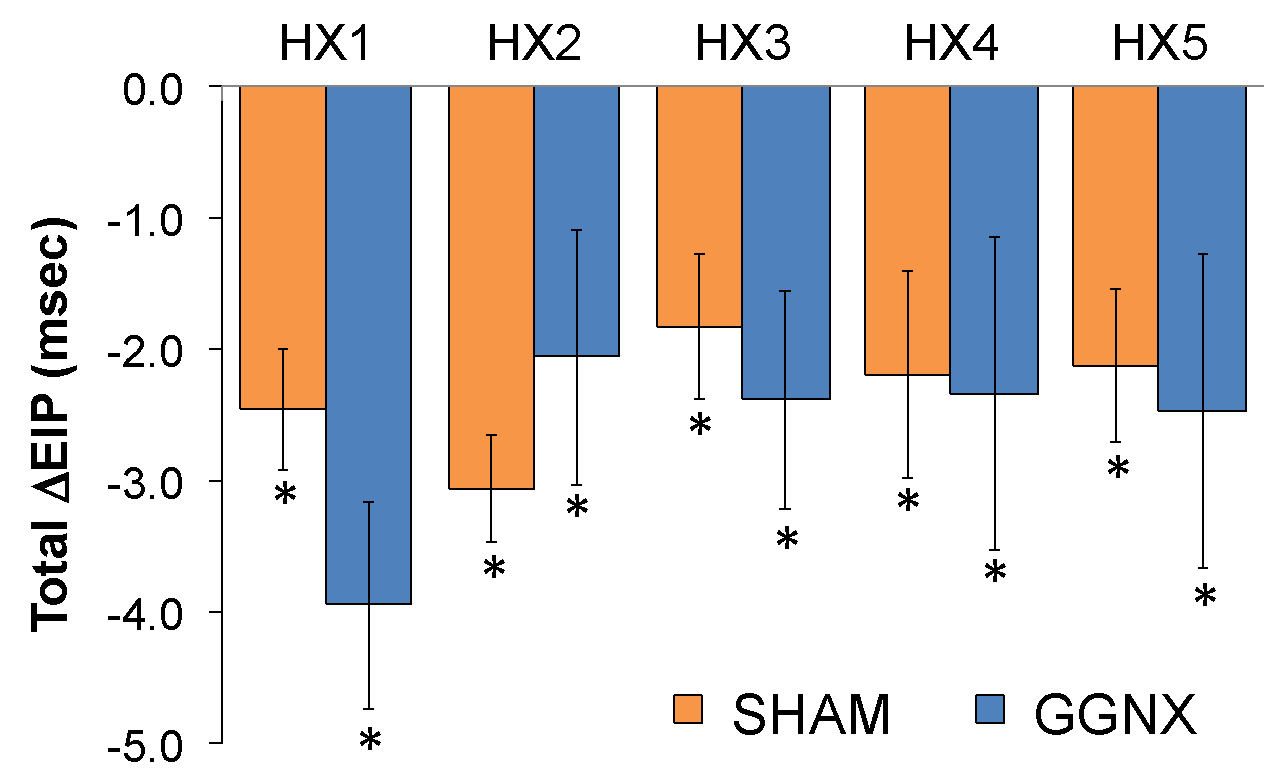 HX1 HX2 HX3 HX4 HX5
0.0
-1.0
-2.0
-3.0
-4.0
-5.0
Total ΔEIP (msec)
* * * * * * * * * *
SHAM GGNX